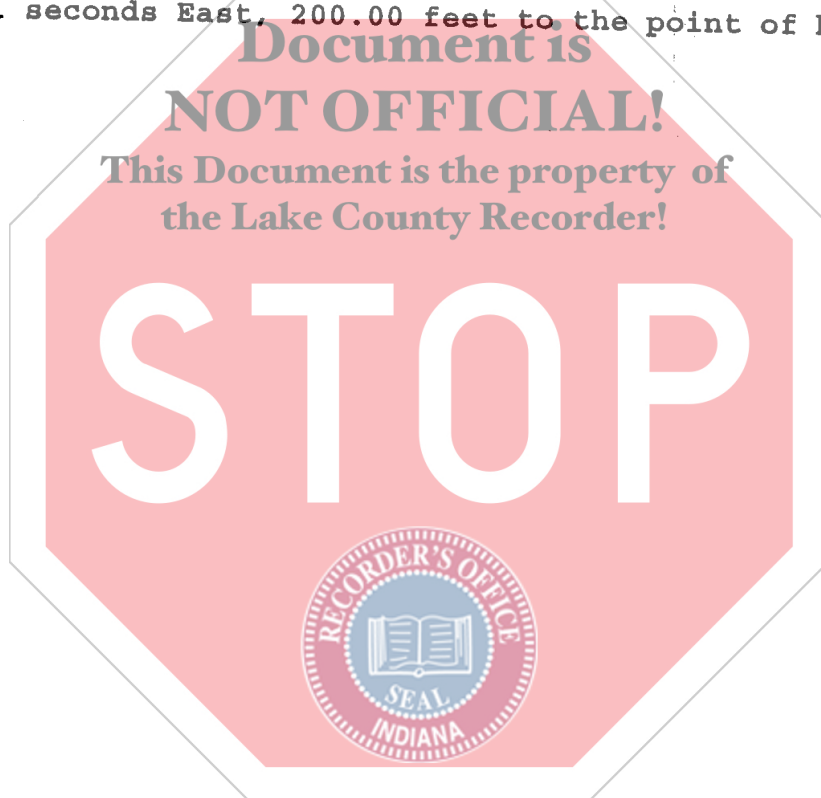 seconds East, 200.00 feet to the point of
Document is
NOT OFFICIAL!
This Document is the property of
the Lake County Recorder!
STOP
RECORDER'S OFFICE
SEAL
INDIANA